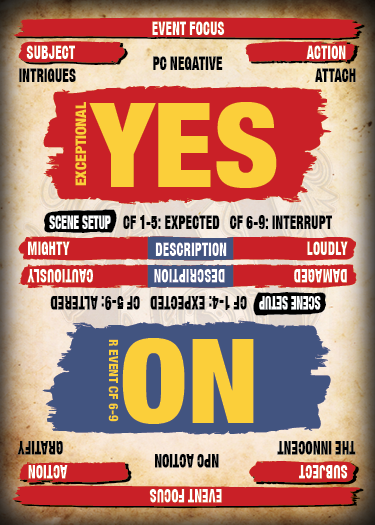 EVENT FOCUS
SUBJECT ACTION
PC NEGATIVE
INTRIGUES ATTACH
EXCEPTIONAL
YES
SCENE SETUP CF 1-5: EXPECTED CF 6-9: INTERRUPT
MIGHTY DESCRIPTION LOUDLY
EVENT FOCUS
SUBJECT ACTION
NPC ACTION
THE INNOCENT GRATIFY
NO
R EVENT CF 6-9
SCENE SETUP CF 1-4: EXPECTED CF 5-9: ALTERED
DAMAGED DESCRIPTION CAUTIOUSLY